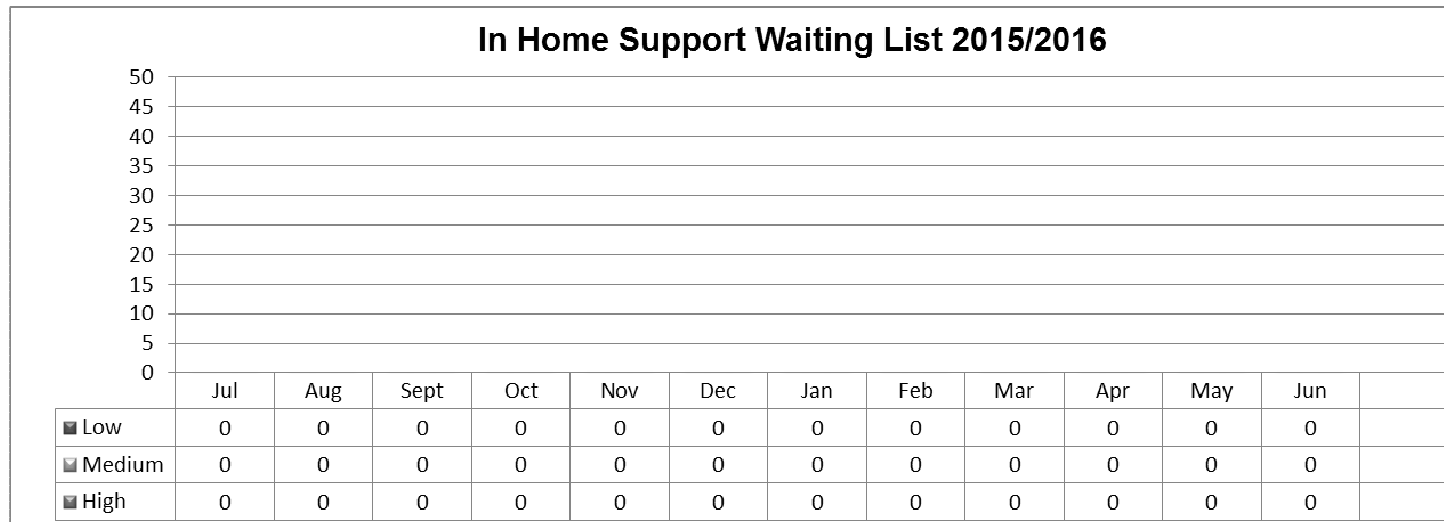 In Home Support Waiting List 2015/2016
50
45
40
35
30
25
20
15
10
5
0
Jul Aug Sept Oct Nov Dec Jan Feb Mar Apr May Jun
Low 0 0 0 0 0 0 0 0 0 0 0 0
Medium 0 0 0 0 0 0 0 0 0 0 0 0
High 0 0 0 0 0 0 0 0 0 0 0 0